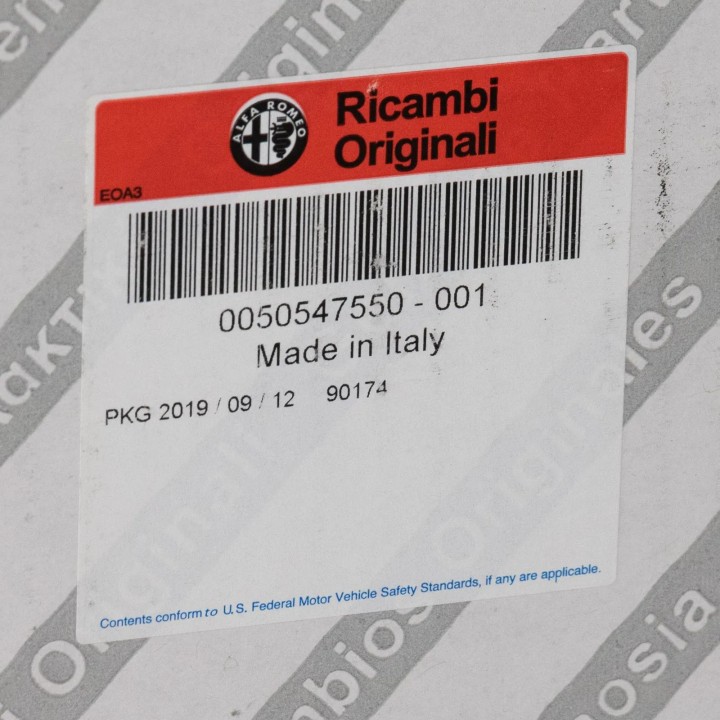 ALFA ROMEO
Ricambi
Originali
EOA3
0050547550 - 001
Made in Italy
PKG 2019 / 09 / 12 90174
Contents conform to U.S. Federal Motor Vehicle Safety Standards, if any are applicable.